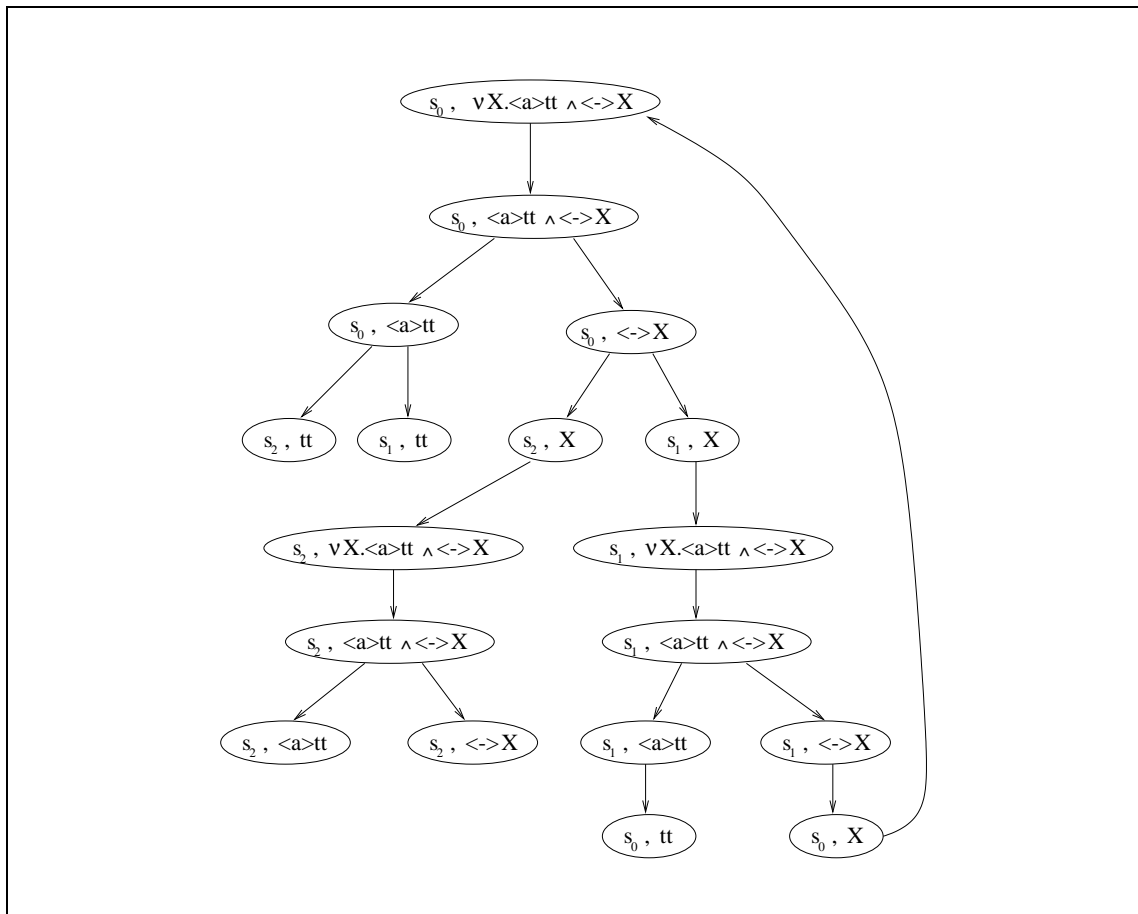 s₀ , νX.<a>tt ∧ <->X
s₀ , <a>tt ∧ <->X
s₀ , <a>tt
s₀ , <->X
s₂ , tt
s₁ , tt
s₂ , X
s₁ , X
s₂ , νX.<a>tt ∧ <->X
s₁ , νX.<a>tt ∧ <->X
s₂ , <a>tt ∧ <->X
s₁ , <a>tt ∧ <->X
s₂ , <a>tt
s₂ , <->X
s₁ , <a>tt
s₁ , <->X
s₀ , tt
s₀ , X